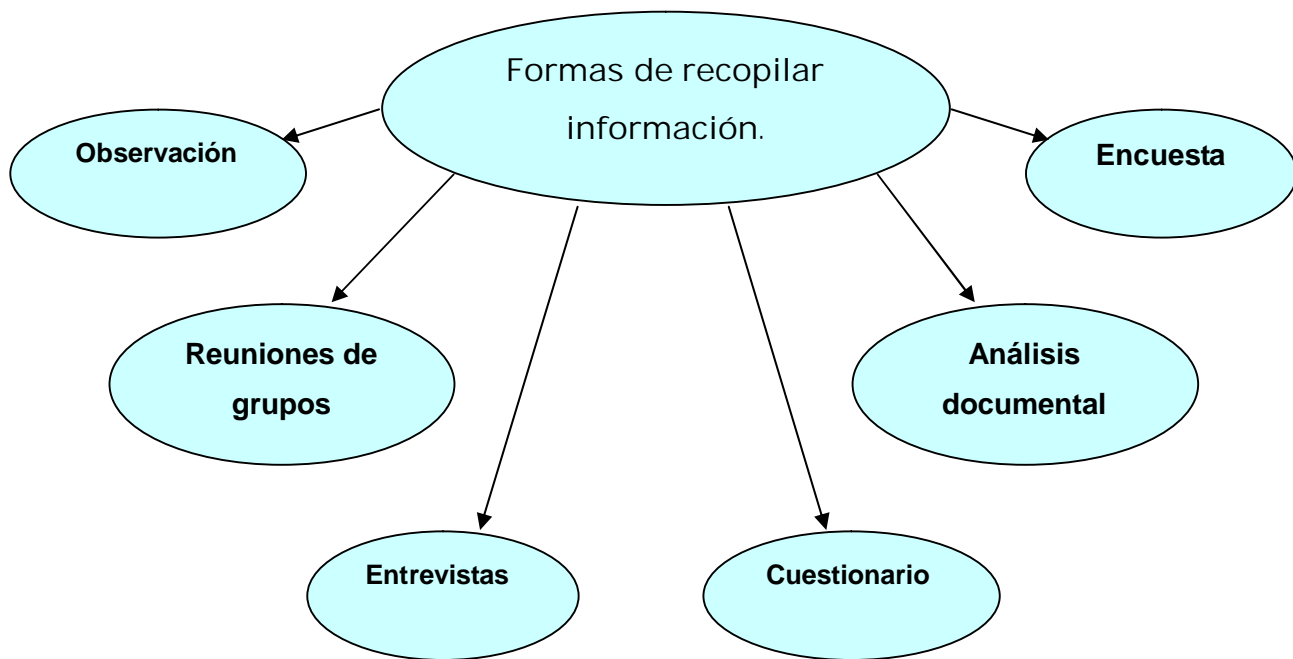 Formas de recopilar
información.
Observación
Encuesta
Reuniones de
grupos
Análisis
documental
Entrevistas
Cuestionario